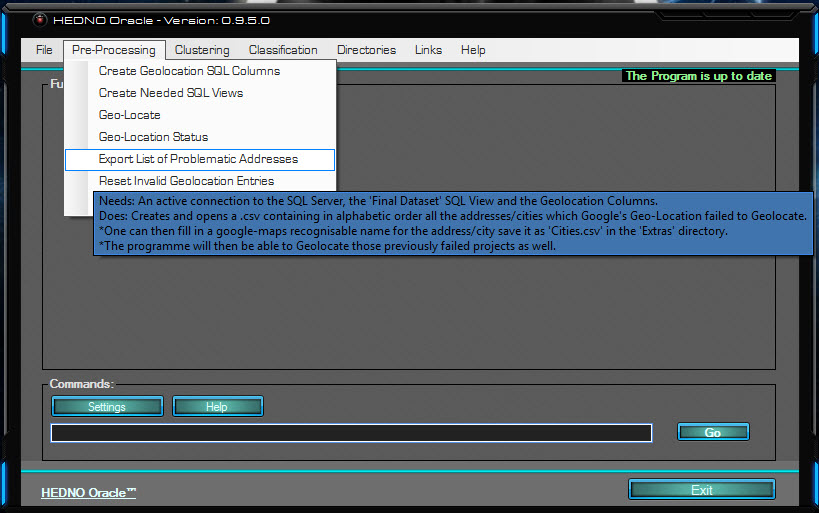 HEDNO Oracle - Version: 0.9.5.0
File Pre-Processing Clustering Classification Directories Links Help
The Program is up to date
Fu
Create Geolocation SQL Columns
Create Needed SQL Views
Geo-Locate
Geo-Location Status
Export List of Problematic Addresses
Reset Invalid Geolocation Entries
Needs: An active connection to the SQL Server, the 'Final Dataset' SQL View and the Geolocation Columns.
Does: Creates and opens a .csv containing in alphabetic order all the addresses/cities which Google's Geo-Location failed to Geolocate.
*One can then fill in a google-maps recognisable name for the address/city save it as 'Cities.csv' in the 'Extras' directory.
*The programme will then be able to Geolocate those previously failed projects as well.
Commands:
Settings Help
Go
HEDNO Oracle™
Exit